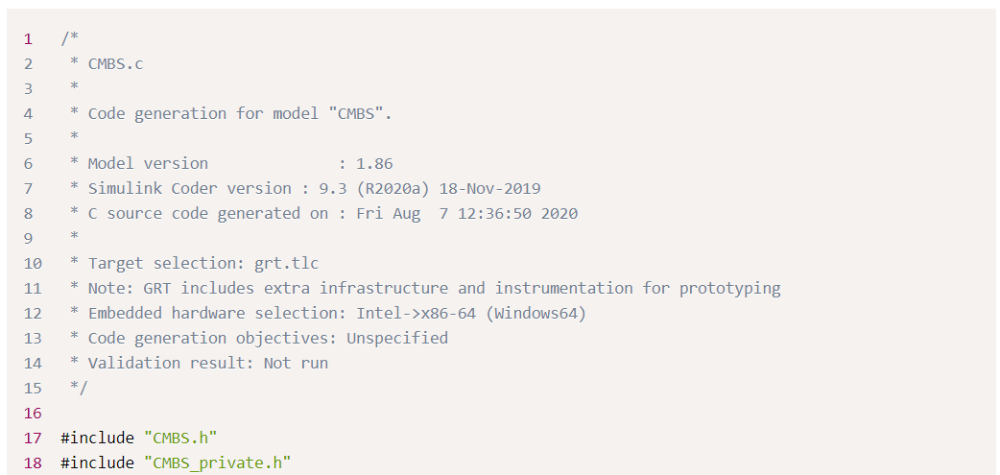 1 /*
2  * CMBS.c
3  *
4  * Code generation for model "CMBS".
5  *
6  * Model version              : 1.86
7  * Simulink Coder version : 9.3 (R2020a) 18-Nov-2019
8  * C source code generated on : Fri Aug  7 12:36:50 2020
9  *
10  * Target selection: grt.tlc
11  * Note: GRT includes extra infrastructure and instrumentation for prototyping
12  * Embedded hardware selection: Intel->x86-64 (Windows64)
13  * Code generation objectives: Unspecified
14  * Validation result: Not run
15  */
16
17 #include "CMBS.h"
18 #include "CMBS_private.h"